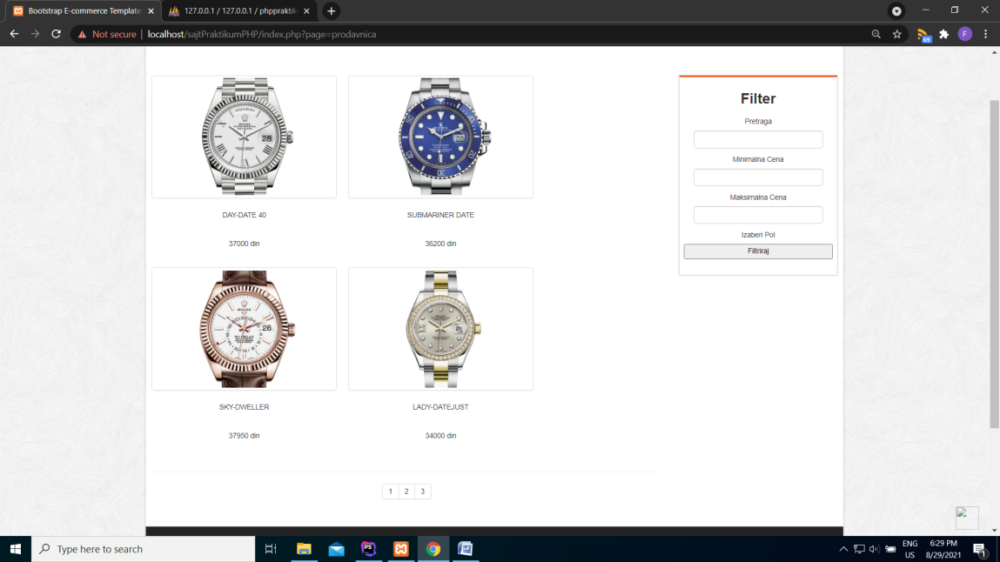 Bootstrap E-commerce Template
127.0.0.1 / 127.0.0.1 / phppraktik
Not secure
localhost/sajtPraktikumPHP/index.php?page=prodavnica
69
F
DAY-DATE 40
37000 din
SUBMARINER DATE
36200 din
SKY-DWELLER
37950 din
LADY-DATEJUST
34000 din
1 2 3
Filter
Pretraga
Minimalna Cena
Maksimalna Cena
Izaberi Pol
Filtriraj
Type here to search
PS
ENG
US
6:29 PM
8/29/2021
1